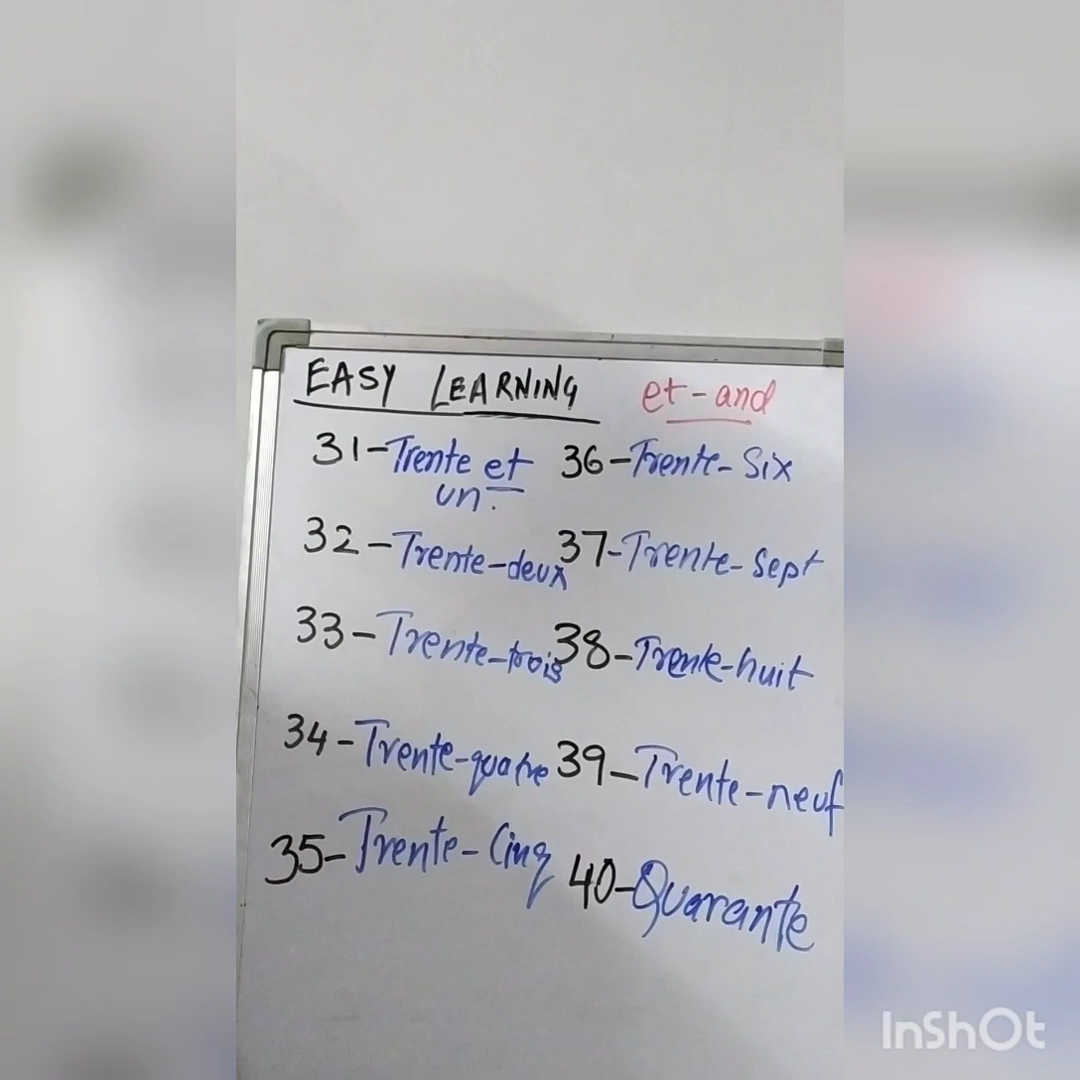 EASY LEARNING et-and
31-Trente et un. 36-Trente-Six
32-Trente-deux 37-Trente-Sept
33-Trente-trois 38-Trente-huit
34-Trente-quatre 39-Trente-neuf
35-Trente-Cinq 40-Quarante
InShOt